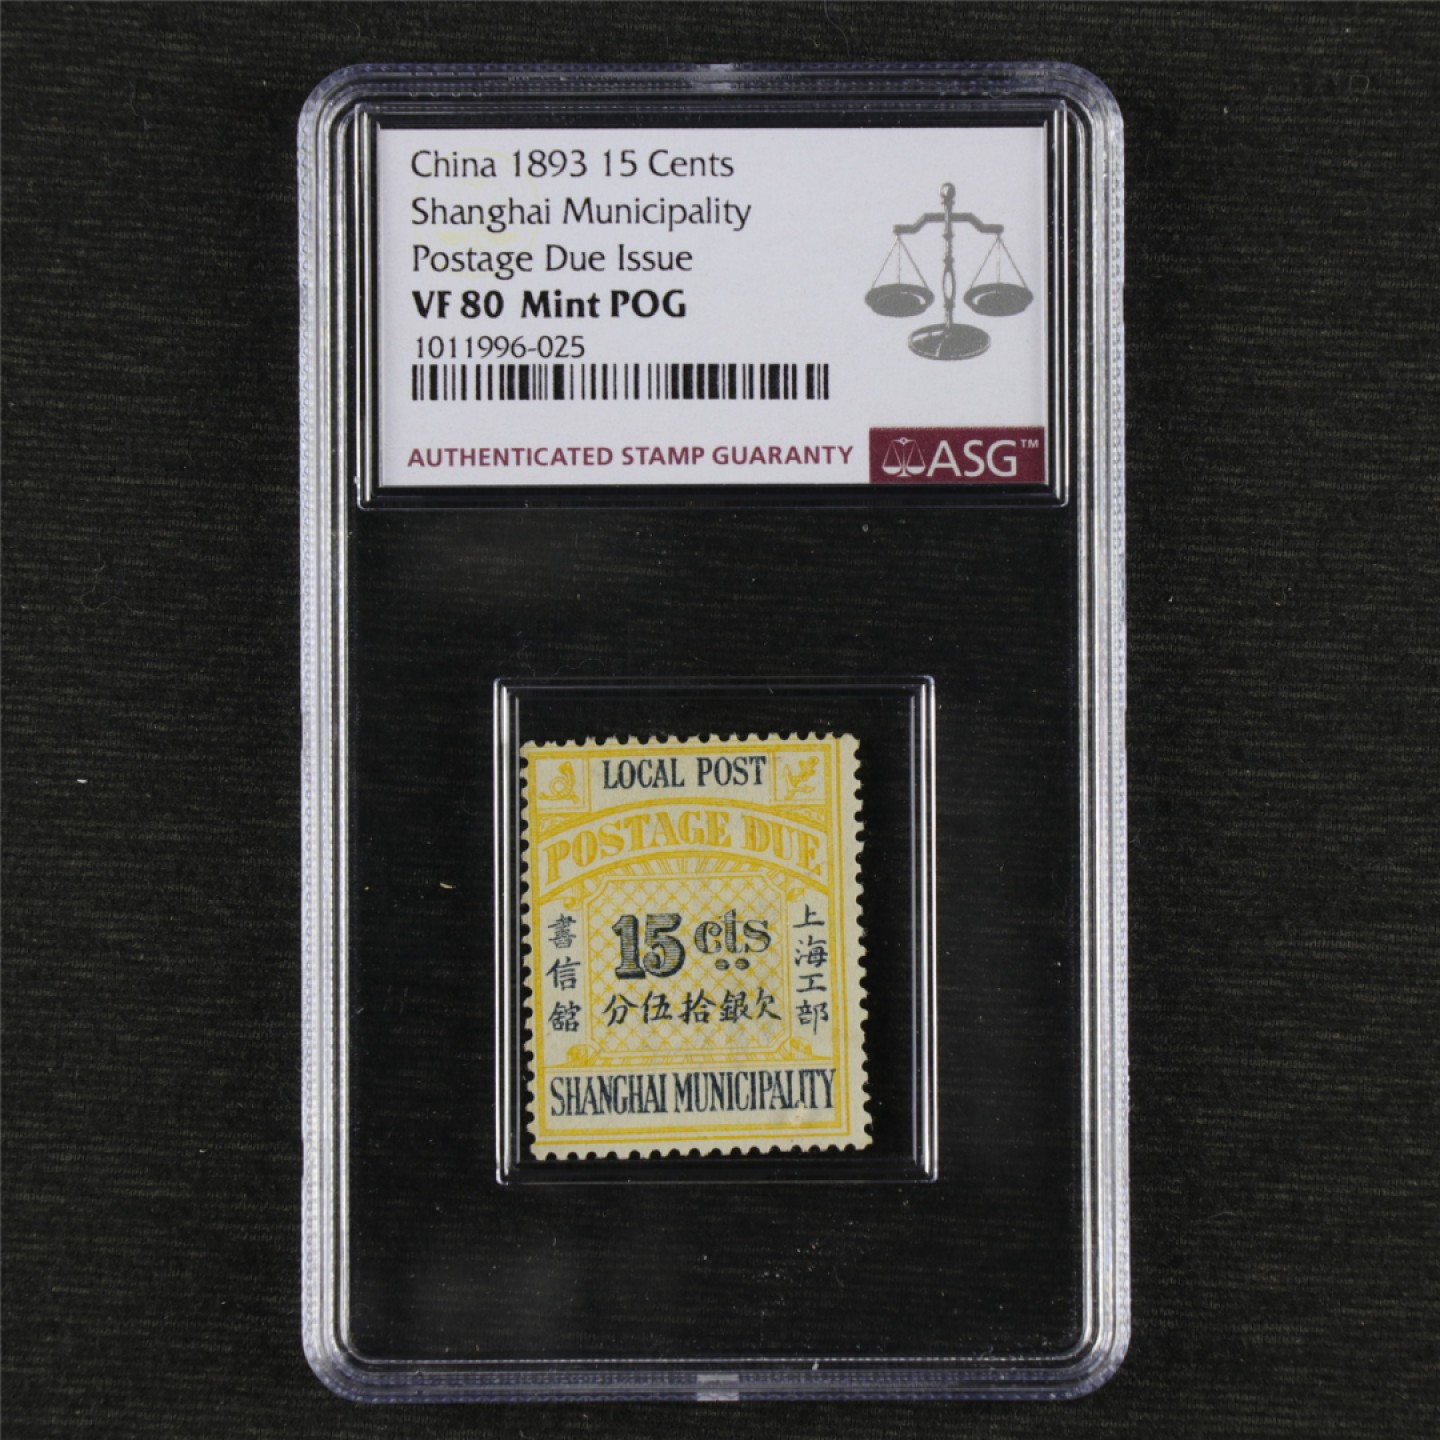 China 1893 15 Cents
Shanghai Municipality
Postage Due Issue
VF 80 Mint POG
1011996-025
AUTHENTICATED STAMP GUARANTY
ASG™
LOCAL POST
POSTAGE DUE
15 cts
分伍拾銀欠
上海工部
書信館
SHANGHAI MUNICIPALITY